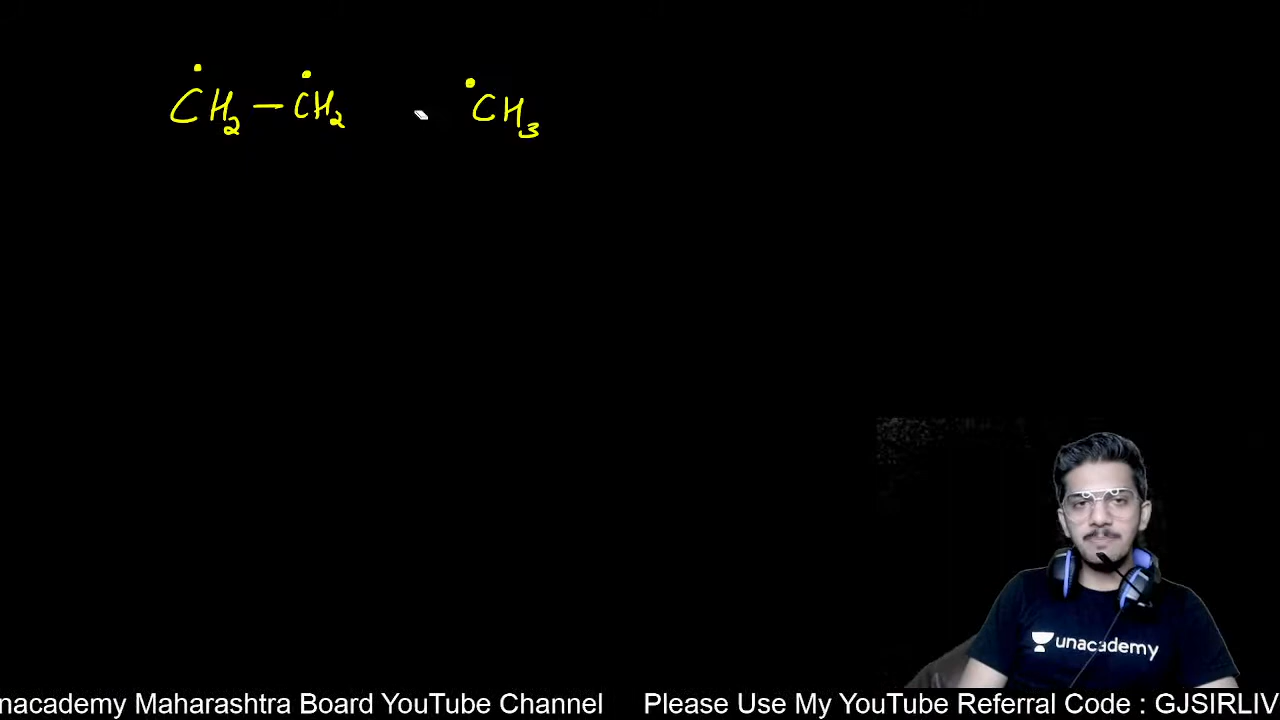 ĊH₂ — ĊH₂ ĊH₃
unacademy
nacademy Maharashtra Board YouTube Channel Please Use My YouTube Referral Code : GJSIRLIV